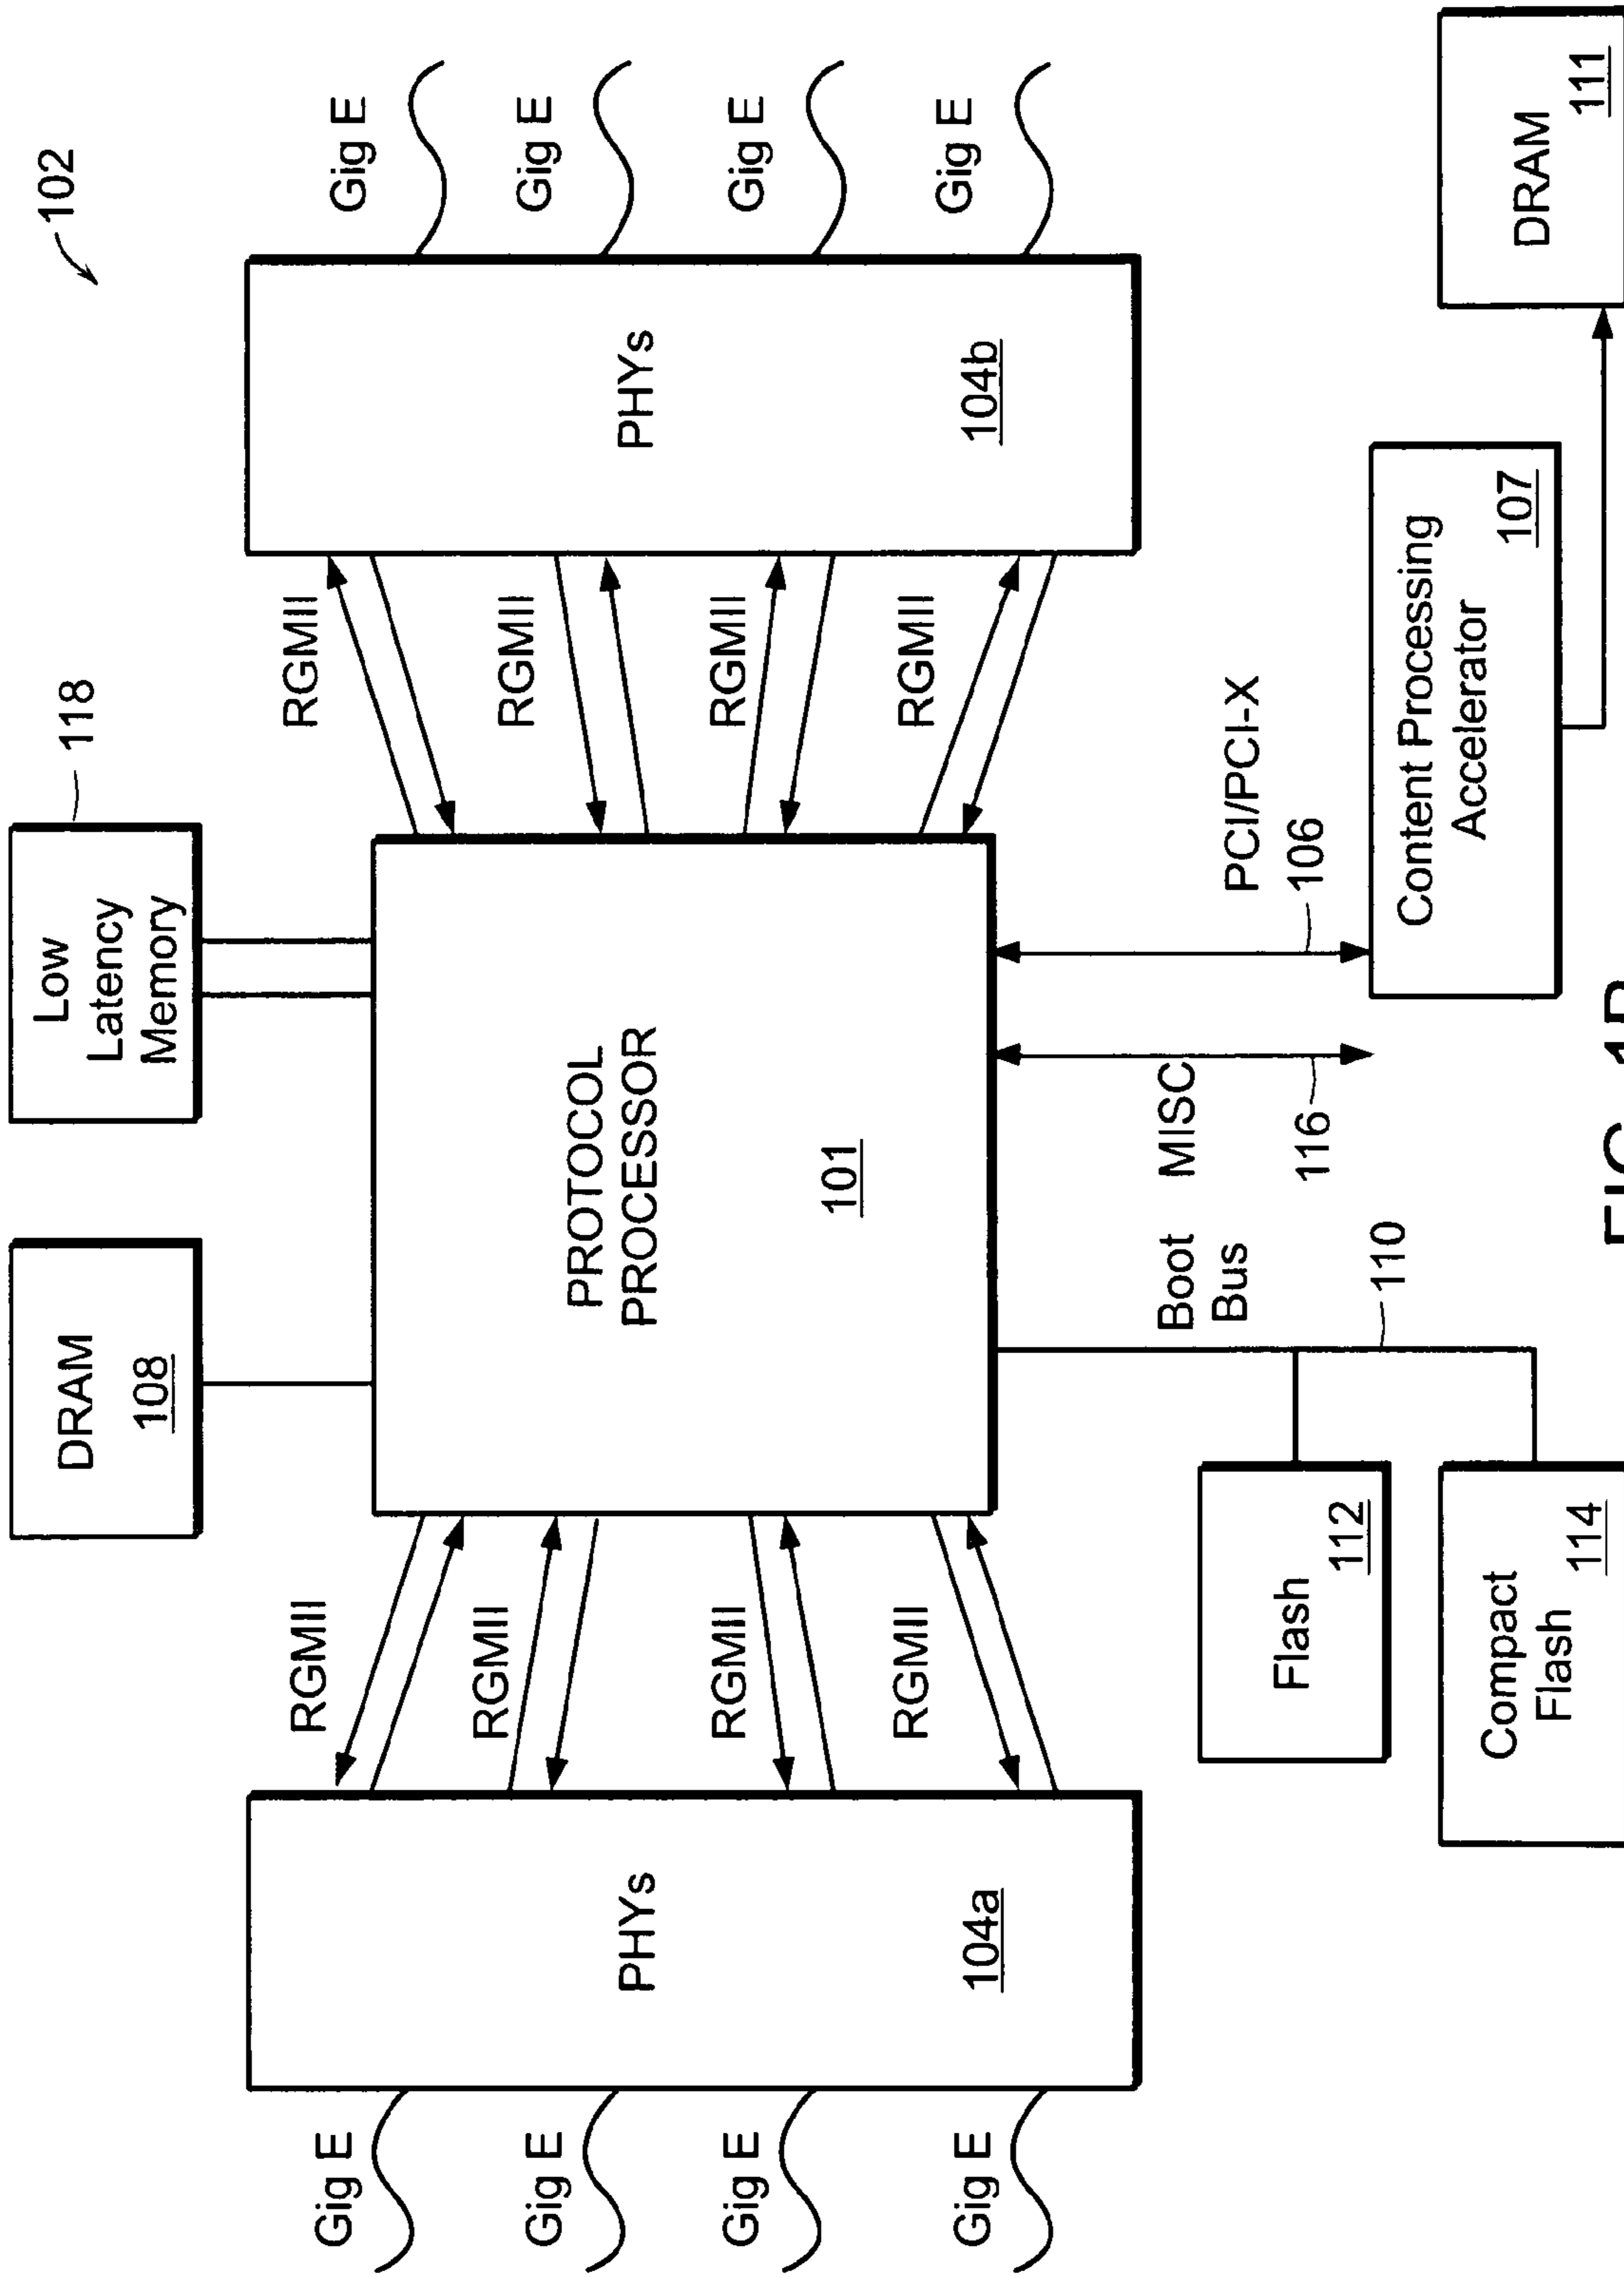 102
DRAM
108
Low
Latency
Memory
118
Gig E
Gig E
Gig E
Gig E
PHYs
104a
RGMII
RGMII
RGMII
RGMII
PROTOCOL
PROCESSOR
101
RGMII
RGMII
RGMII
RGMII
PHYs
104b
Gig E
Gig E
Gig E
Gig E
Boot
Bus
110
MISC
116
PCI/PCI-X
106
Flash
112
Compact
Flash
114
Content Processing
Accelerator
107
DRAM
111